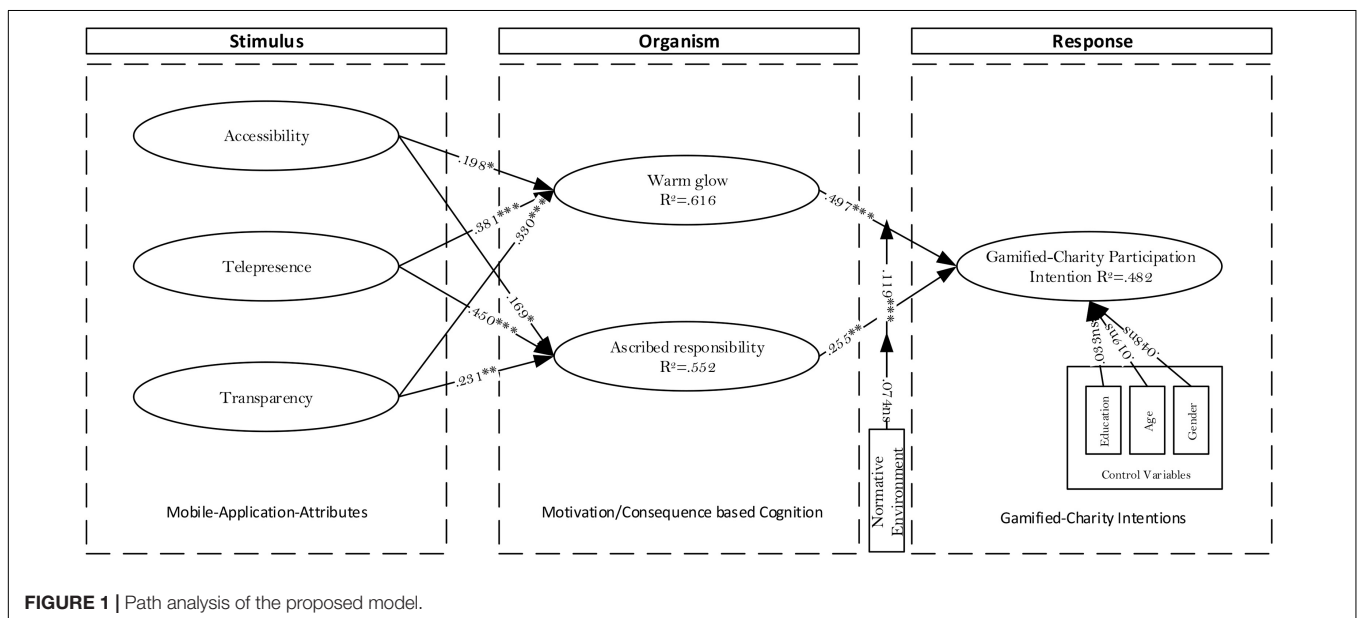 Stimulus
Organism
Response
Accessibility
Telepresence
Transparency
Mobile-Application-Attributes
.198*
.381***
.330***
.169*
.450***
.231**
Warm glow
R²=.616
Ascribed responsibility
R²=.552
Motivation/Consequence based Cognition
.497***
.255**
.119***
.074ns
Normative
Environment
Gamified-Charity Participation
Intention R²=.482
.033ns
.019ns
.048ns
Education
Age
Gender
Control Variables
Gamified-Charity Intentions
FIGURE 1 | Path analysis of the proposed model.